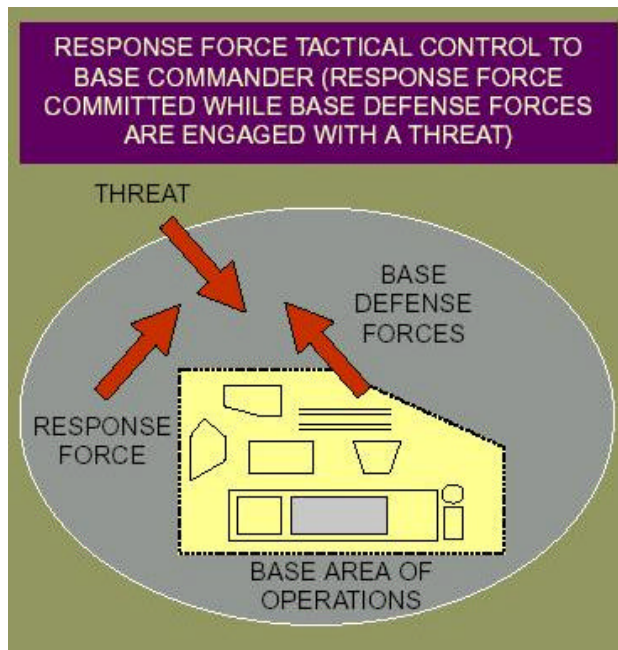 RESPONSE FORCE TACTICAL CONTROL TO
BASE COMMANDER (RESPONSE FORCE
COMMITTED WHILE BASE DEFENSE FORCES
ARE ENGAGED WITH A THREAT)
THREAT
BASE
DEFENSE
FORCES
RESPONSE
FORCE
BASE AREA OF
OPERATIONS